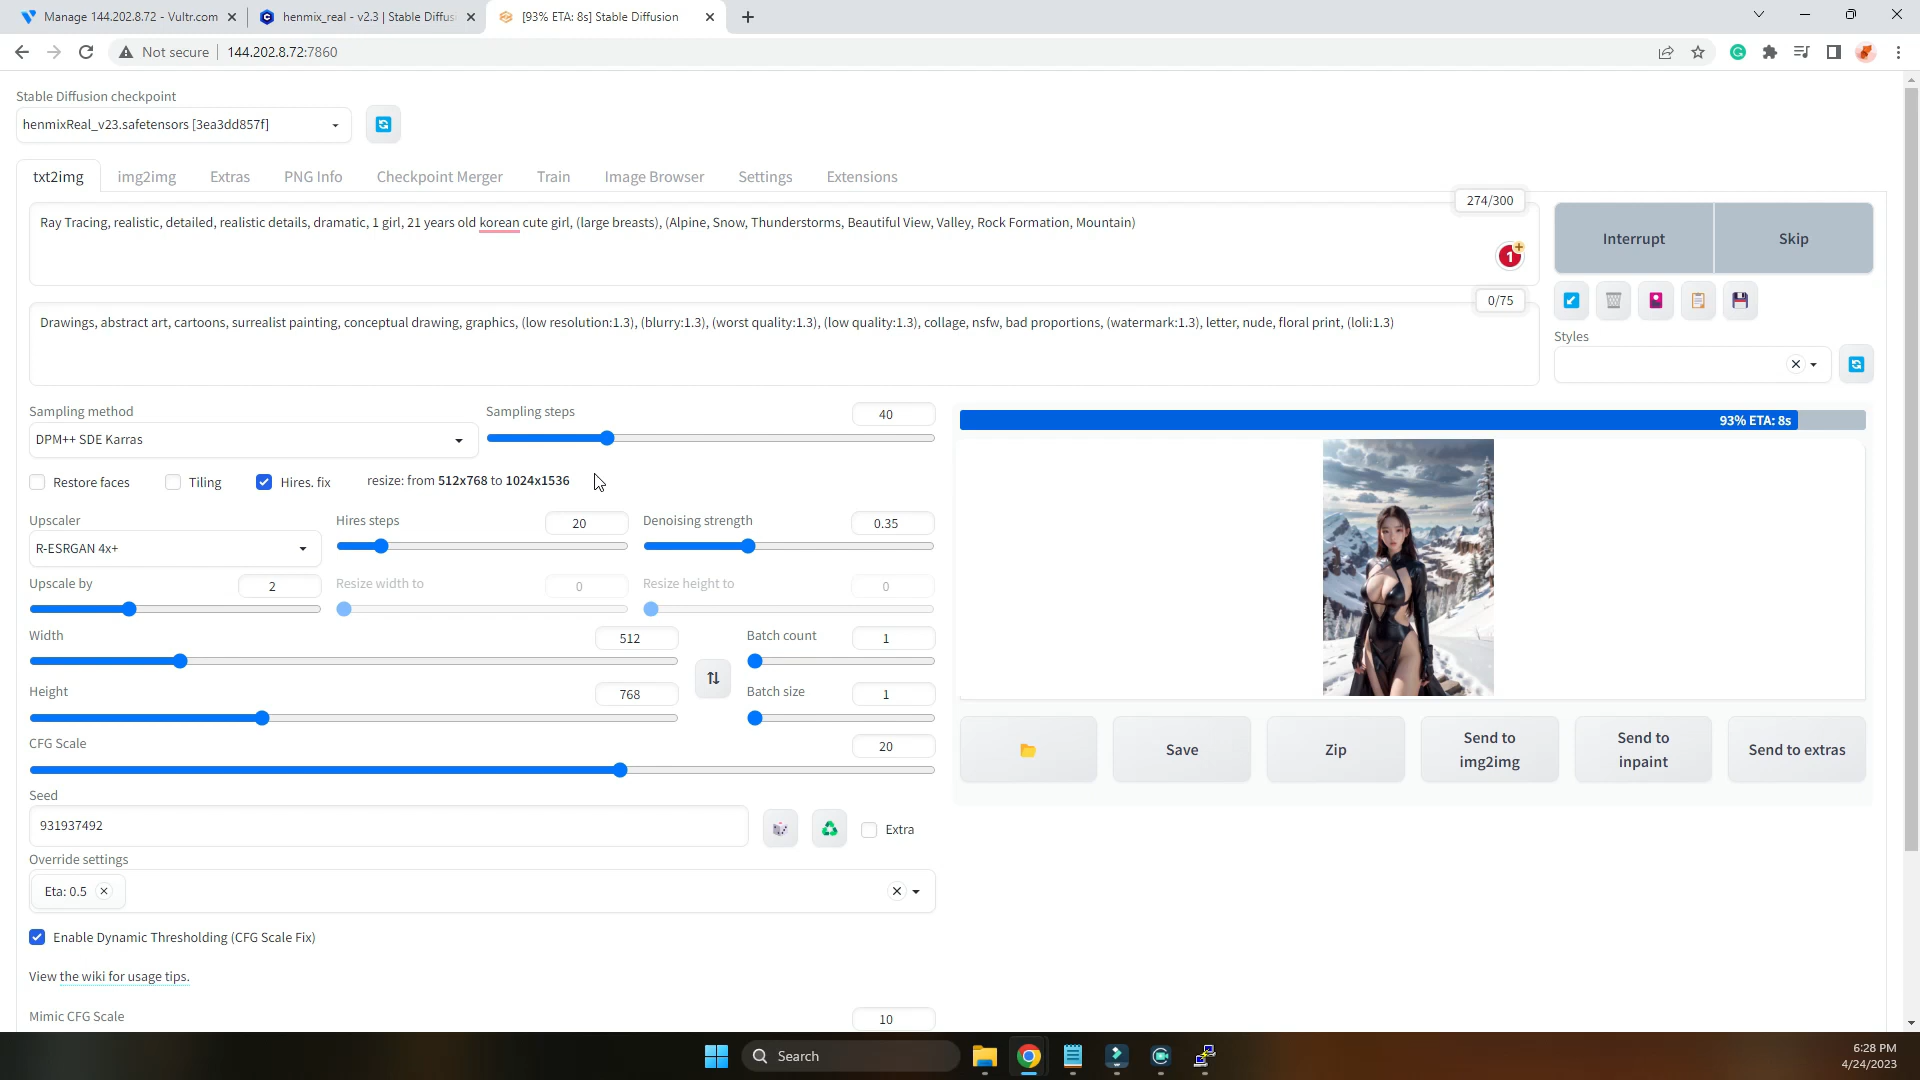 Manage 144.202.8.72 - Vultr.com
henmix_real - v2.3 | Stable Diffus
[93% ETA: 8s] Stable Diffusion
Not secure
144.202.8.72:7860
Stable Diffusion checkpoint
henmixReal_v23.safetensors [3ea3dd857f]
txt2img
img2img
Extras
PNG Info
Checkpoint Merger
Train
Image Browser
Settings
Extensions
274/300
Ray Tracing, realistic, detailed, realistic details, dramatic, 1 girl, 21 years old korean cute girl, (large breasts), (Alpine, Snow, Thunderstorms, Beautiful View, Valley, Rock Formation, Mountain)
1
Interrupt
Skip
0/75
Drawings, abstract art, cartoons, surrealist painting, conceptual drawing, graphics, (low resolution:1.3), (blurry:1.3), (worst quality:1.3), (low quality:1.3), collage, nsfw, bad proportions, (watermark:1.3), letter, nude, floral print, (loli:1.3)
Styles
Sampling method
DPM++ SDE Karras
Sampling steps
40
93% ETA: 8s
Restore faces
Tiling
Hires. fix
resize: from 512x768 to 1024x1536
Upscaler
R-ESRGAN 4x+
Hires steps
20
Denoising strength
0.35
Upscale by
2
Resize width to
0
Resize height to
0
Width
512
Batch count
1
Height
768
Batch size
1
CFG Scale
20
Save
Zip
Send to img2img
Send to inpaint
Send to extras
Seed
931937492
Extra
Override settings
Eta: 0.5
Enable Dynamic Thresholding (CFG Scale Fix)
View the wiki for usage tips.
Mimic CFG Scale
10
Search
6:28 PM
4/24/2023